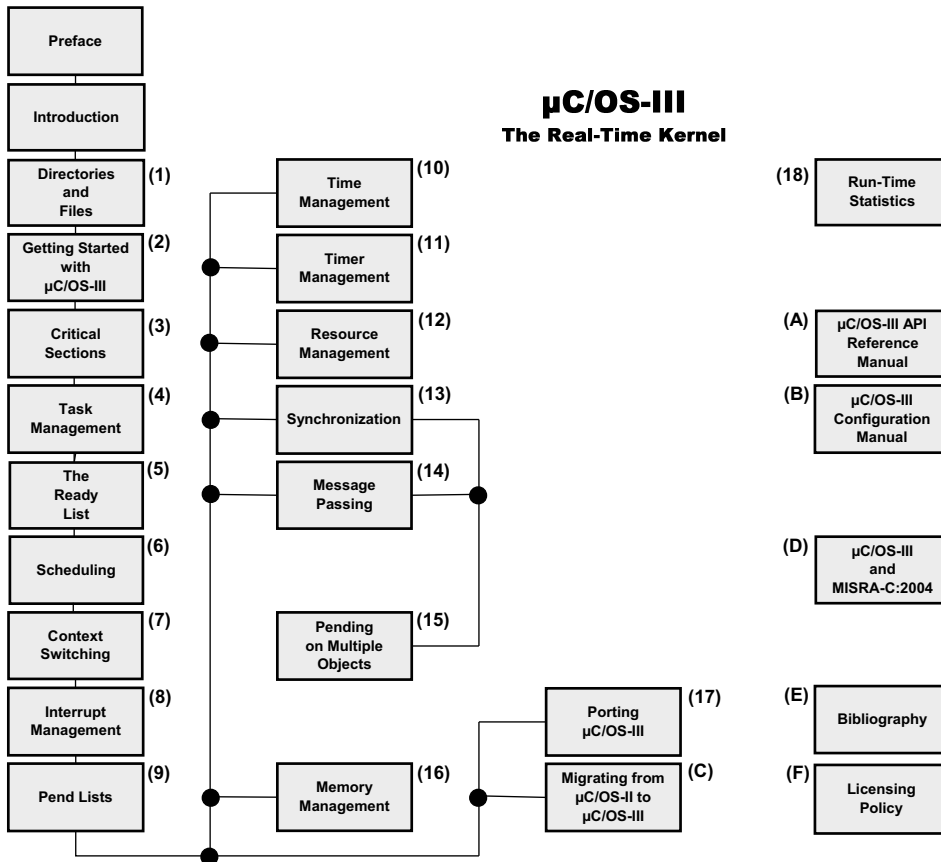 Preface
Introduction
Directories
and
Files
(1)
Getting Started
with
µC/OS-III
(2)
Critical
Sections
(3)
Task
Management
(4)
The
Ready
List
(5)
Scheduling
(6)
Context
Switching
(7)
Interrupt
Management
(8)
Pend Lists
(9)
µC/OS-III
The Real-Time Kernel
Time
Management
(10)
Timer
Management
(11)
Resource
Management
(12)
Synchronization
(13)
Message
Passing
(14)
Pending
on Multiple
Objects
(15)
Memory
Management
(16)
Porting
µC/OS-III
(17)
Migrating from
µC/OS-II to
µC/OS-III
(C)
(18)
Run-Time
Statistics
(A)
µC/OS-III API
Reference
Manual
(B)
µC/OS-III
Configuration
Manual
(D)
µC/OS-III
and
MISRA-C:2004
(E)
Bibliography
(F)
Licensing
Policy